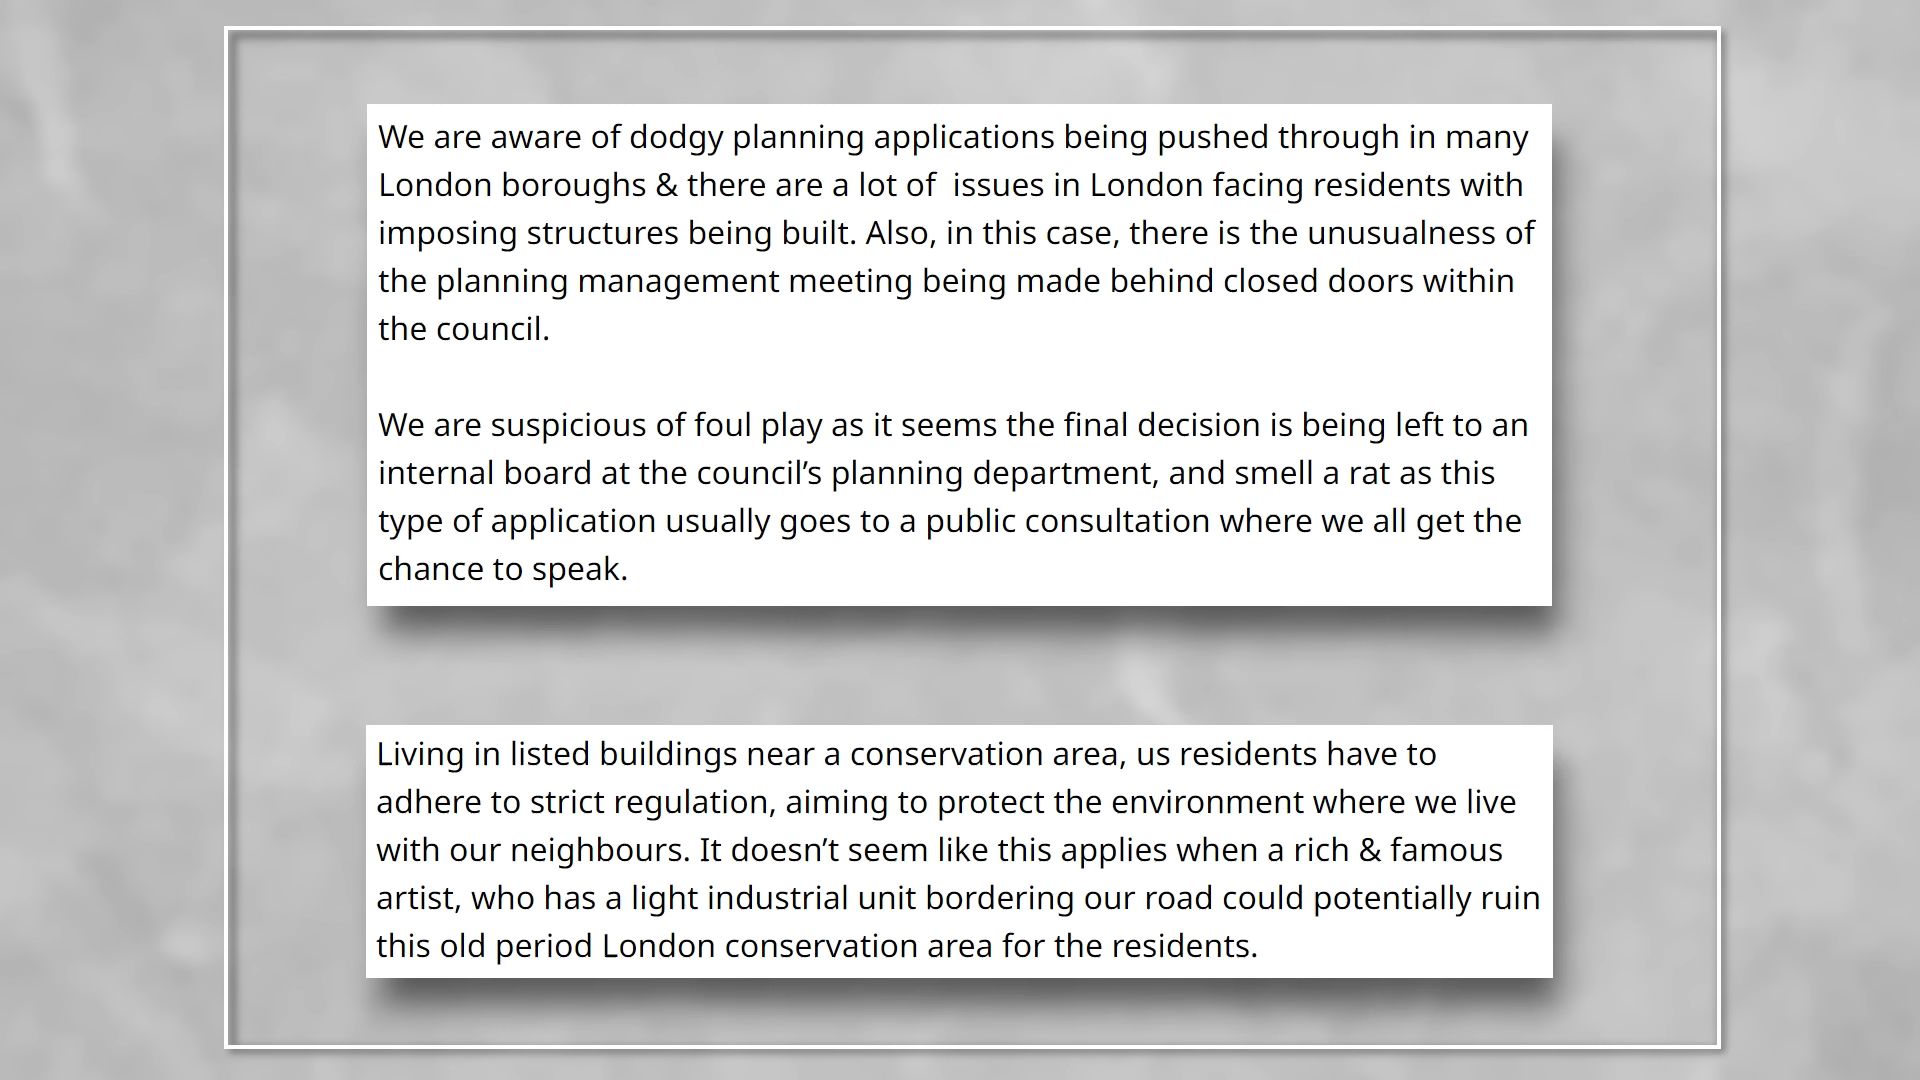 We are aware of dodgy planning applications being pushed through in many
London boroughs & there are a lot of  issues in London facing residents with
imposing structures being built. Also, in this case, there is the unusualness of
the planning management meeting being made behind closed doors within
the council.

We are suspicious of foul play as it seems the final decision is being left to an
internal board at the council’s planning department, and smell a rat as this
type of application usually goes to a public consultation where we all get the
chance to speak.

Living in listed buildings near a conservation area, us residents have to
adhere to strict regulation, aiming to protect the environment where we live
with our neighbours. It doesn’t seem like this applies when a rich & famous
artist, who has a light industrial unit bordering our road could potentially ruin
this old period London conservation area for the residents.